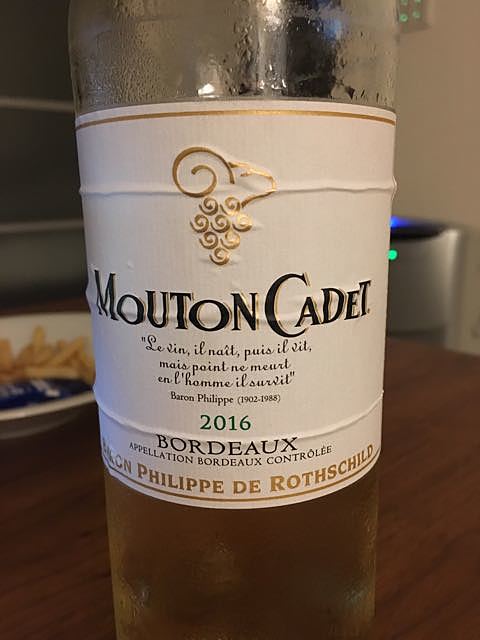 MOUTON CADET
"Le vin, il naît, puis il vit,
mais point ne meurt
en l'homme il survit"
Baron Philippe (1902-1988)
2016
BORDEAUX
APPELLATION BORDEAUX CONTRÔLÉE
BARON PHILIPPE DE ROTHSCHILD